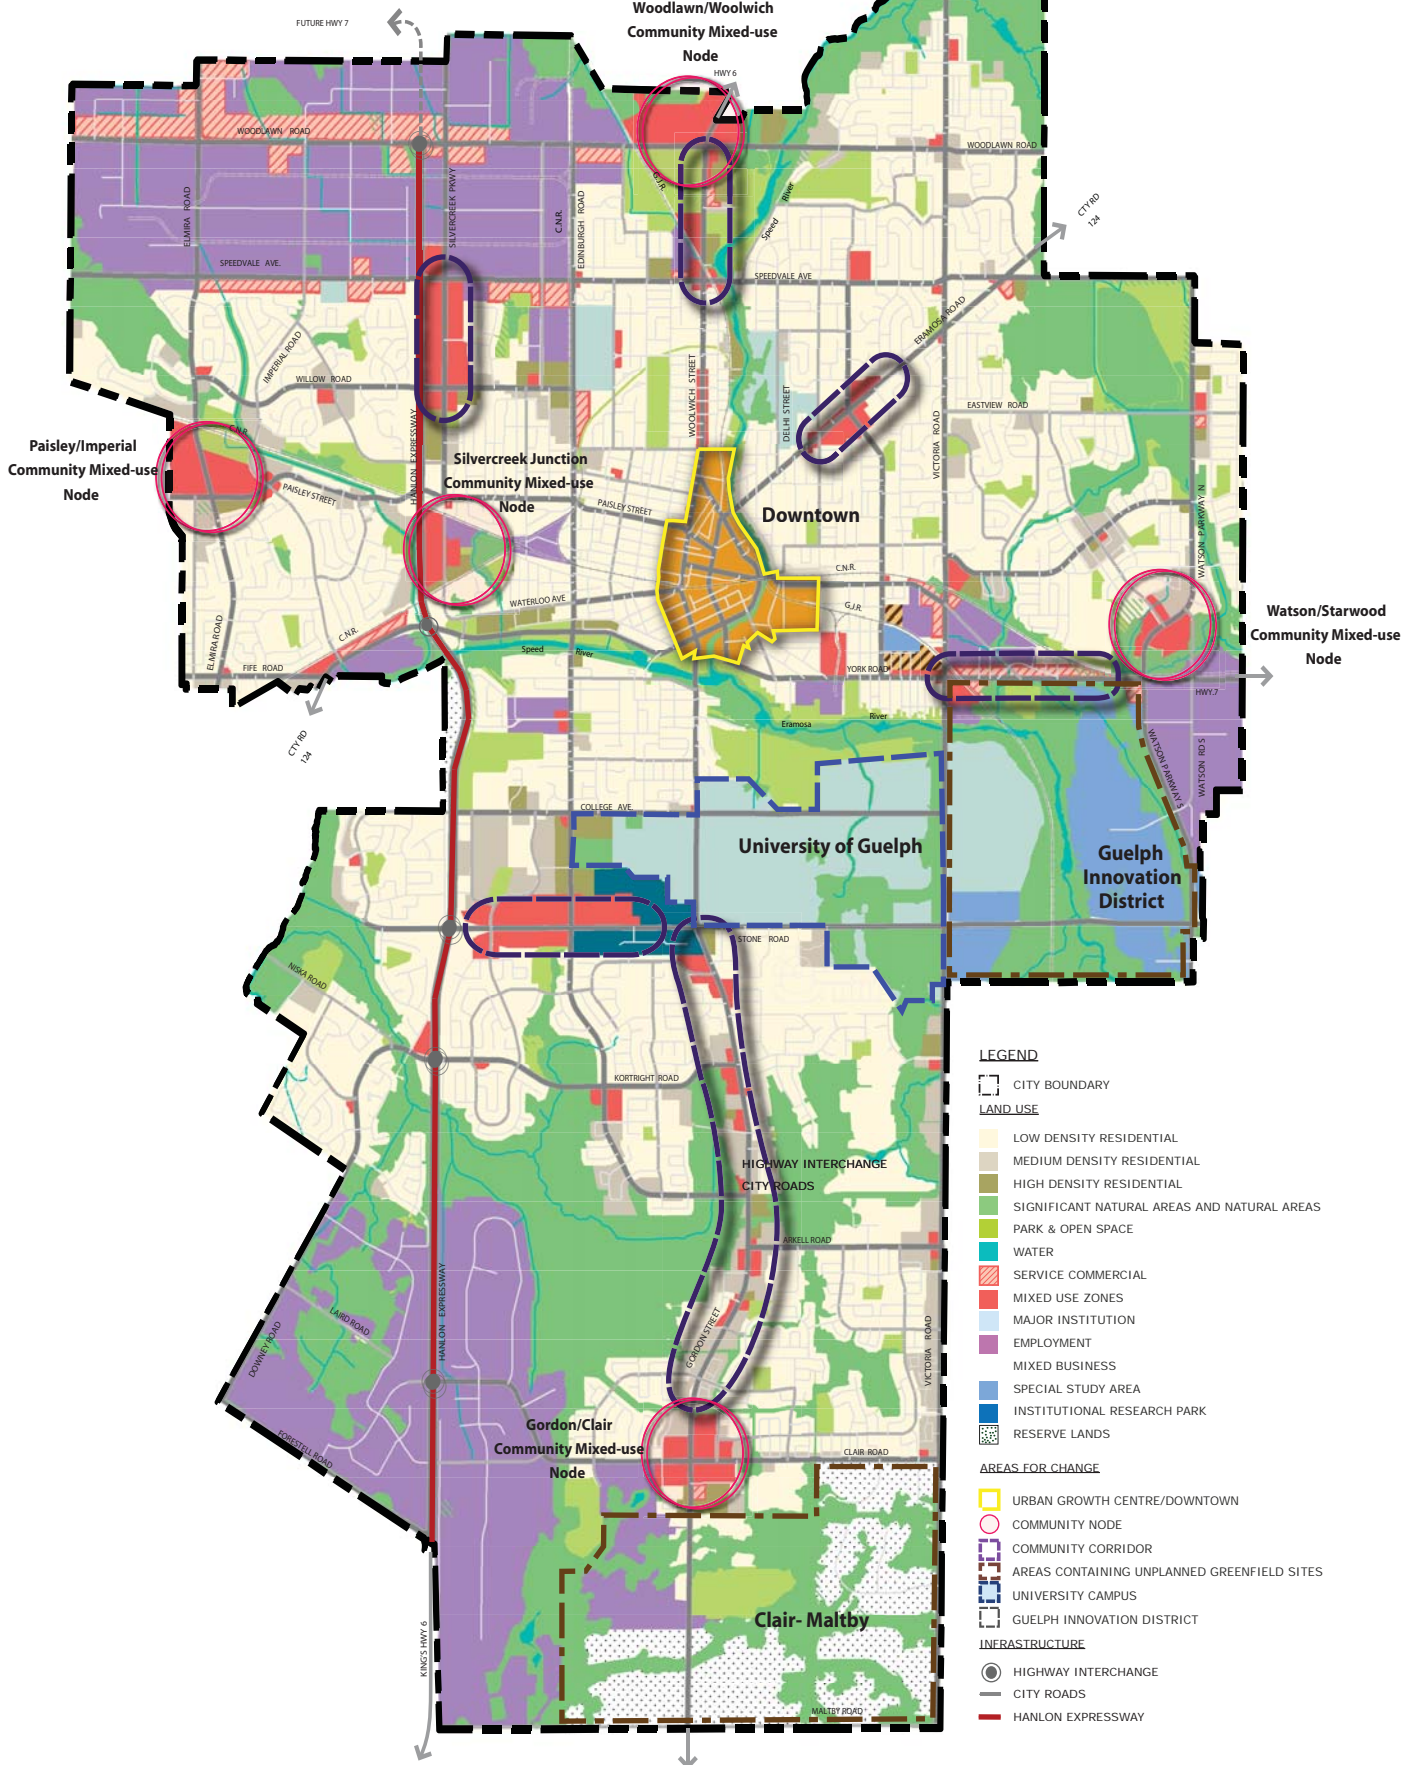 Woodlawn/Woolwich
Community Mixed-use
Node
FUTURE HWY 7
HWY 6
WOODLAWN ROAD
WOODLAWN ROAD
ELMIRA ROAD
SILVERCREEK PKWY
C.N.R.
EDINBURGH ROAD
G.J.R.
Speed
River
CTY RD
124
SPEEDVALE AVE.
SPEEDVALE AVE
ERAMOSA ROAD
IMPERIAL ROAD
WILLOW ROAD
WOOLWICH STREET
DELHI STREET
VICTORIA ROAD
EASTVIEW ROAD
HANLON EXPRESSWAY
C.N.R.
Paisley/Imperial
Community Mixed-use
Node
Silvercreek Junction
Community Mixed-use
Node
PAISLEY STREET
PAISLEY STREET
Downtown
WATSON PARKWAY N
C.N.R.
G.J.R.
WATERLOO AVE
Watson/Starwood
Community Mixed-use
Node
ELMIRA ROAD
C.N.R.
FIFE ROAD
Speed
River
YORK ROAD
HWY.7
CTY RD
124
Eramosa
River
WATSON PARKWAY S
WATSON RD S
COLLEGE AVE.
University of Guelph
Guelph
Innovation
District
STONE ROAD
NISKA ROAD
KORTRIGHT ROAD
HIGHWAY INTERCHANGE
CITY ROADS
ARKELL ROAD
HANLON EXPRESSWAY
LAIRD ROAD
DOWNEY ROAD
GORDON STREET
VICTORIA ROAD
FORESTELL ROAD
Gordon/Clair
Community Mixed-use
Node
CLAIR ROAD
Clair- Maltby
KING'S HWY 6
MALTBY ROAD
LEGEND
CITY BOUNDARY
LAND USE
LOW DENSITY RESIDENTIAL
MEDIUM DENSITY RESIDENTIAL
HIGH DENSITY RESIDENTIAL
SIGNIFICANT NATURAL AREAS AND NATURAL AREAS
PARK & OPEN SPACE
WATER
SERVICE COMMERCIAL
MIXED USE ZONES
MAJOR INSTITUTION
EMPLOYMENT
MIXED BUSINESS
SPECIAL STUDY AREA
INSTITUTIONAL RESEARCH PARK
RESERVE LANDS
AREAS FOR CHANGE
URBAN GROWTH CENTRE/DOWNTOWN
COMMUNITY NODE
COMMUNITY CORRIDOR
AREAS CONTAINING UNPLANNED GREENFIELD SITES
UNIVERSITY CAMPUS
GUELPH INNOVATION DISTRICT
INFRASTRUCTURE
HIGHWAY INTERCHANGE
CITY ROADS
HANLON EXPRESSWAY